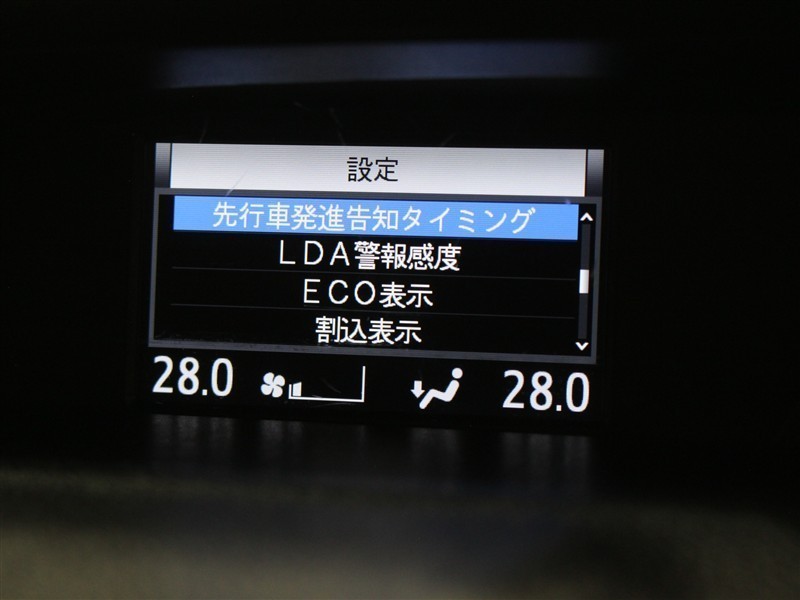 設定
先行車発進告知タイミング
ＬＤＡ警報感度
ＥＣＯ表示
割込表示
28.0 28.0